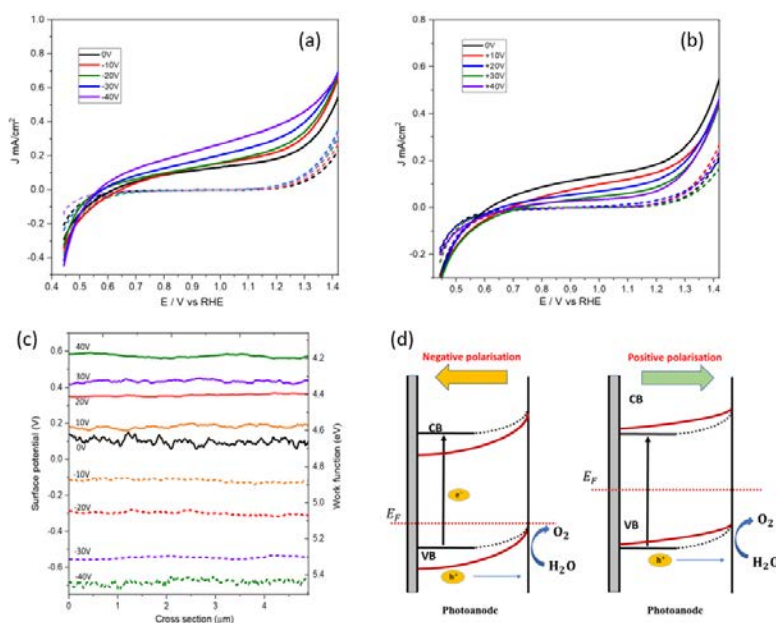 (a)
0V
-10V
-20V
-30V
-40V
1.0
0.8
0.6
0.4
0.2
0.0
-0.2
-0.4
J mA/cm²
0.4 0.5 0.6 0.7 0.8 0.9 1.0 1.1 1.2 1.3 1.4
E / V vs RHE
(b)
0V
+10V
+20V
+30V
+40V
0.8
0.6
0.4
0.2
0.0
-0.2
J mA/cm²
0.5 0.6 0.7 0.8 0.9 1.0 1.1 1.2 1.3 1.4
E / V vs RHE
(c)
40V
30V
20V
10V
0V
-10V
-20V
-30V
-40V
0.6
0.4
0.2
0.0
-0.2
-0.4
-0.6
Surface potential (V)
4.2
4.4
4.6
4.8
5.0
5.2
5.4
Work function (eV)
0 1 2 3 4
Cross section (µm)
(d)
Negative polarisation
CB
e⁻
E_F
VB
h⁺
O₂
H₂O
Photoanode
Positive polarisation
CB
E_F
VB
h⁺
O₂
H₂O
Photoanode